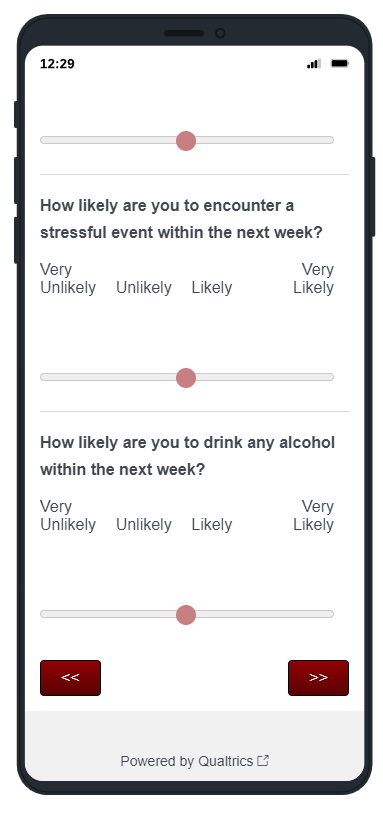 12:29
How likely are you to encounter a
stressful event within the next week?
Very Very
Unlikely Unlikely Likely Likely
How likely are you to drink any alcohol
within the next week?
Very Very
Unlikely Unlikely Likely Likely
<< >>
Powered by Qualtrics